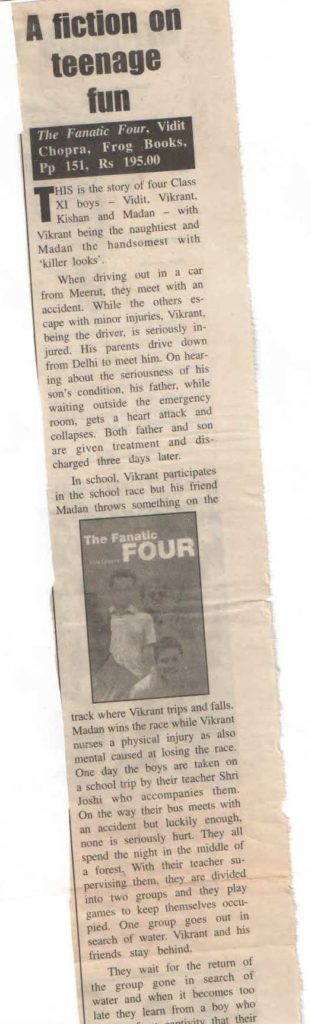 A fiction on
teenage
fun
The Fanatic Four, Vidit
Chopra, Frog Books,
Pp 151, Rs 195.00
THIS is the story of four Class
XI boys – Vidit, Vikrant,
Kishan and Madan – with
Vikrant being the naughtiest and
Madan the handsomest with
'killer looks'.
When driving out in a car
from Meerut, they meet with an
accident. While the others es-
cape with minor injuries, Vikrant,
being the driver, is seriously in-
jured. His parents drive down
from Delhi to meet him. On hear-
ing about the seriousness of his
son's condition, his father, while
waiting outside the emergency
room, gets a heart attack and
collapses. Both father and son
are given treatment and dis-
charged three days later.
In school, Vikrant participates
in the school race but his friend
Madan throws something on the
The Fanatic
FOUR
track where Vikrant trips and falls.
Madan wins the race while Vikrant
nurses a physical injury as also
mental caused at losing the race.
One day the boys are taken on
a school trip by their teacher Shri
Joshi who accompanies them.
On the way their bus meets with
an accident but luckily enough,
none is seriously hurt. They all
spend the night in the middle of
a forest. With their teacher su-
pervising them, they are divided
into two groups and they play
games to keep themselves occu-
pied. One group goes out in
search of water. Vikrant and his
friends stay behind.
They wait for the return of
the group gone in search of
water and when it becomes too
late they learn from a boy who
captivity that their